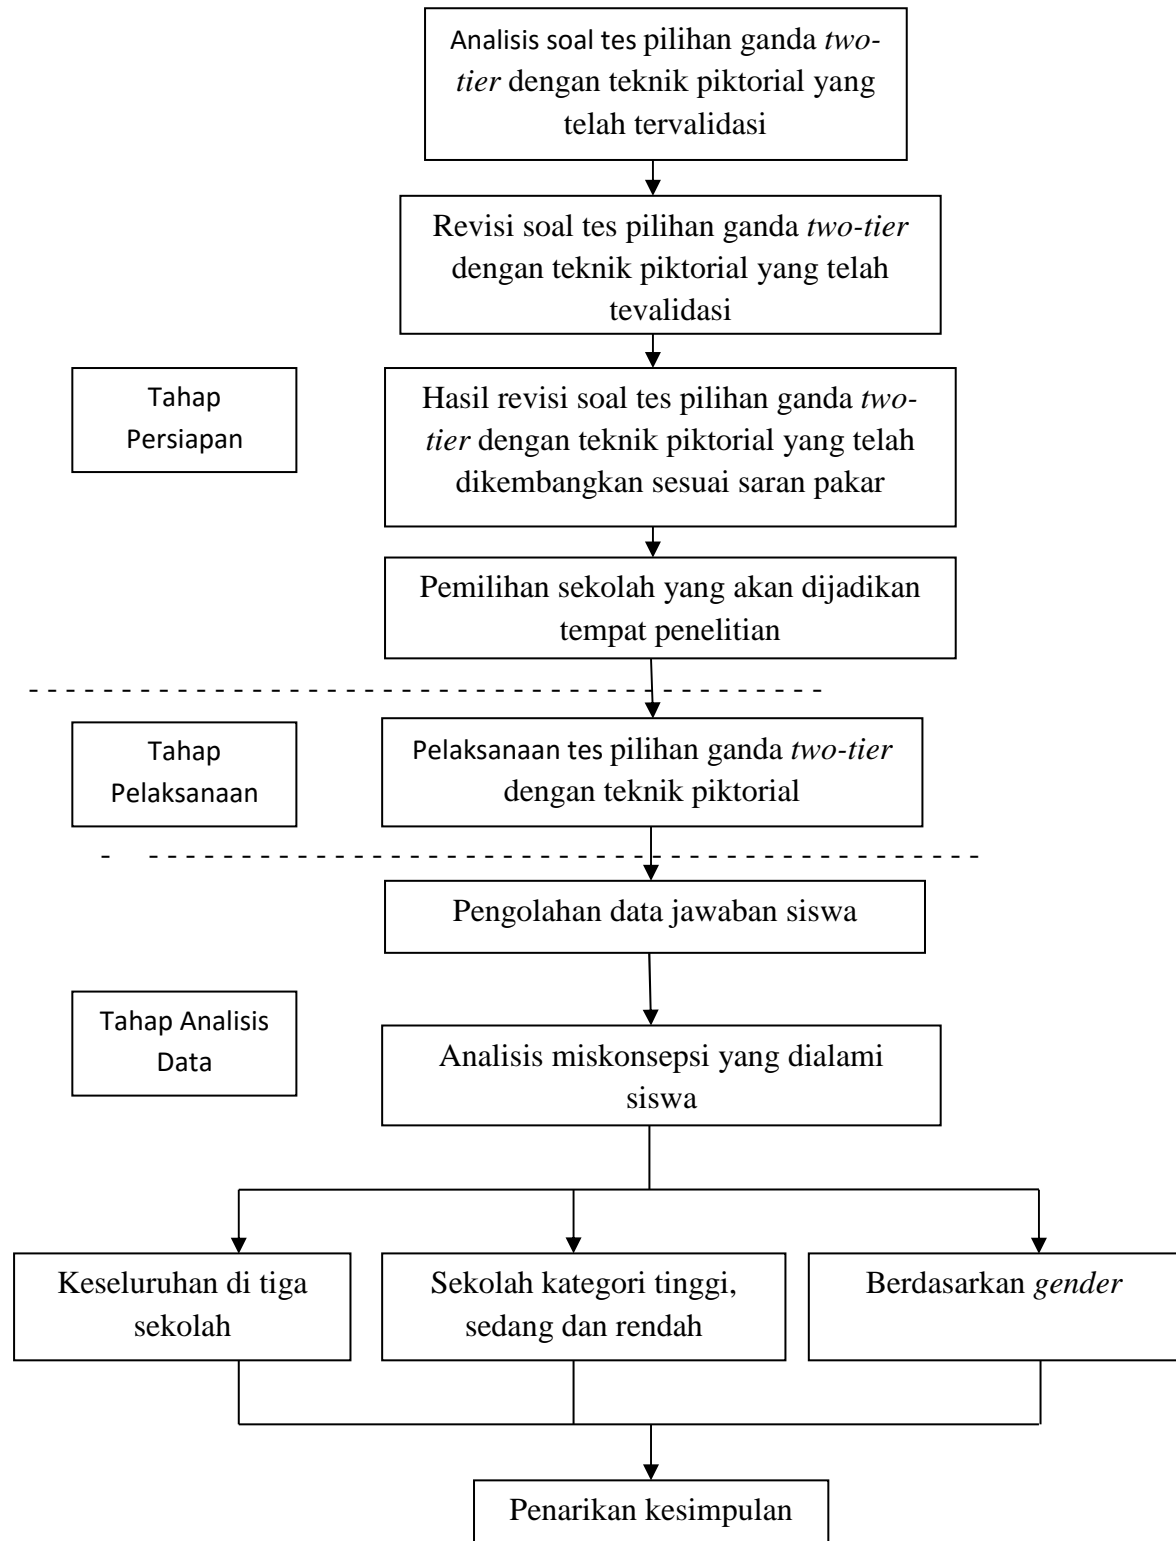 Analisis soal tes pilihan ganda two-
tier dengan teknik piktorial yang
telah tervalidasi
Revisi soal tes pilihan ganda two-tier
dengan teknik piktorial yang telah
tevalidasi
Tahap
Persiapan
Hasil revisi soal tes pilihan ganda two-
tier dengan teknik piktorial yang telah
dikembangkan sesuai saran pakar
Pemilihan sekolah yang akan dijadikan
tempat penelitian
Tahap
Pelaksanaan
Pelaksanaan tes pilihan ganda two-tier
dengan teknik piktorial
Pengolahan data jawaban siswa
Tahap Analisis
Data
Analisis miskonsepsi yang dialami
siswa
Keseluruhan di tiga
sekolah
Sekolah kategori tinggi,
sedang dan rendah
Berdasarkan gender
Penarikan kesimpulan